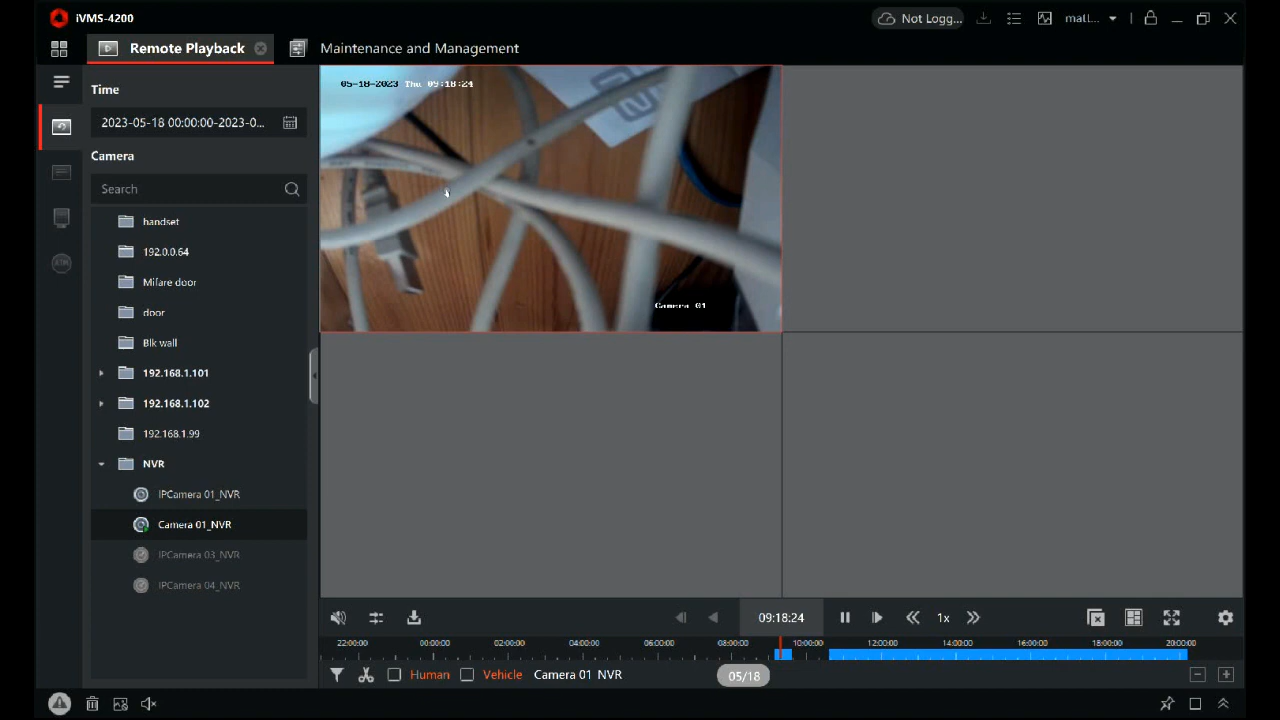 iVMS-4200
Not Logg...
matt...
Remote Playback
Maintenance and Management
Time
2023-05-18 00:00:00-2023-0...
Camera
Search
handset
192.0.0.64
Mifare door
door
Blk wall
192.168.1.101
192.168.1.102
192.168.1.99
NVR
IPCamera 01_NVR
Camera 01_NVR
IPCamera 03_NVR
IPCamera 04_NVR
05-18-2023 Thu 09:18:24
Camera 01
09:18:24
1x
22:00:00 00:00:00 02:00:00 04:00:00 06:00:00 08:00:00 10:00:00 12:00:00 14:00:00 16:00:00 18:00:00 20:00:00
Human
Vehicle
Camera 01_NVR
05/18